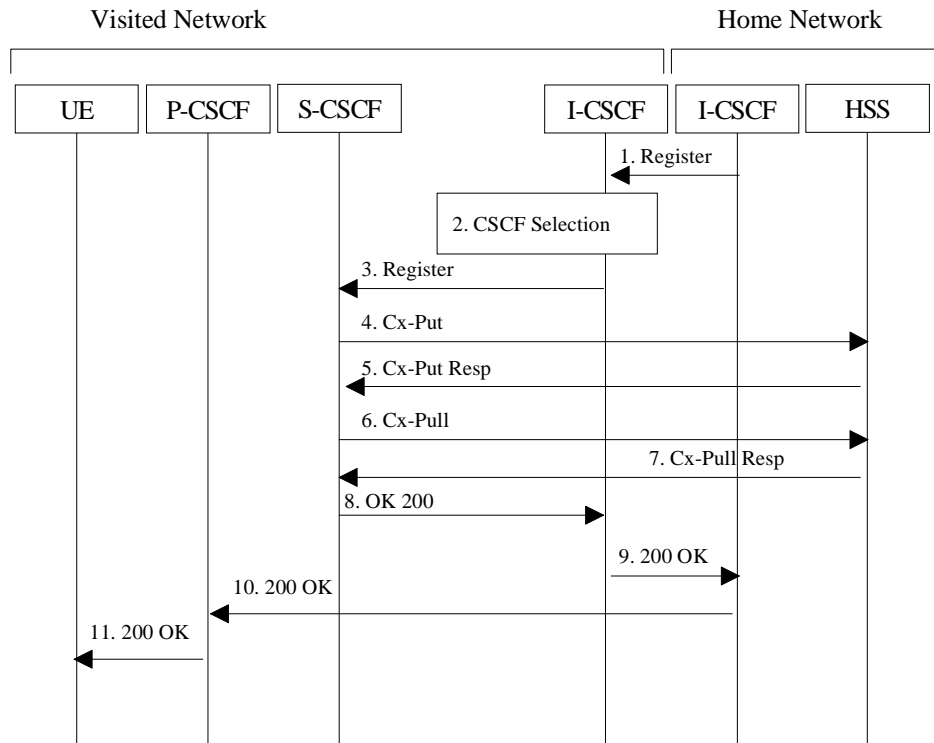 Visited Network
Home Network
UE
P-CSCF
S-CSCF
I-CSCF
I-CSCF
HSS
1. Register
2. CSCF Selection
3. Register
4. Cx-Put
5. Cx-Put Resp
6. Cx-Pull
7. Cx-Pull Resp
8. OK 200
9. 200 OK
10. 200 OK
11. 200 OK